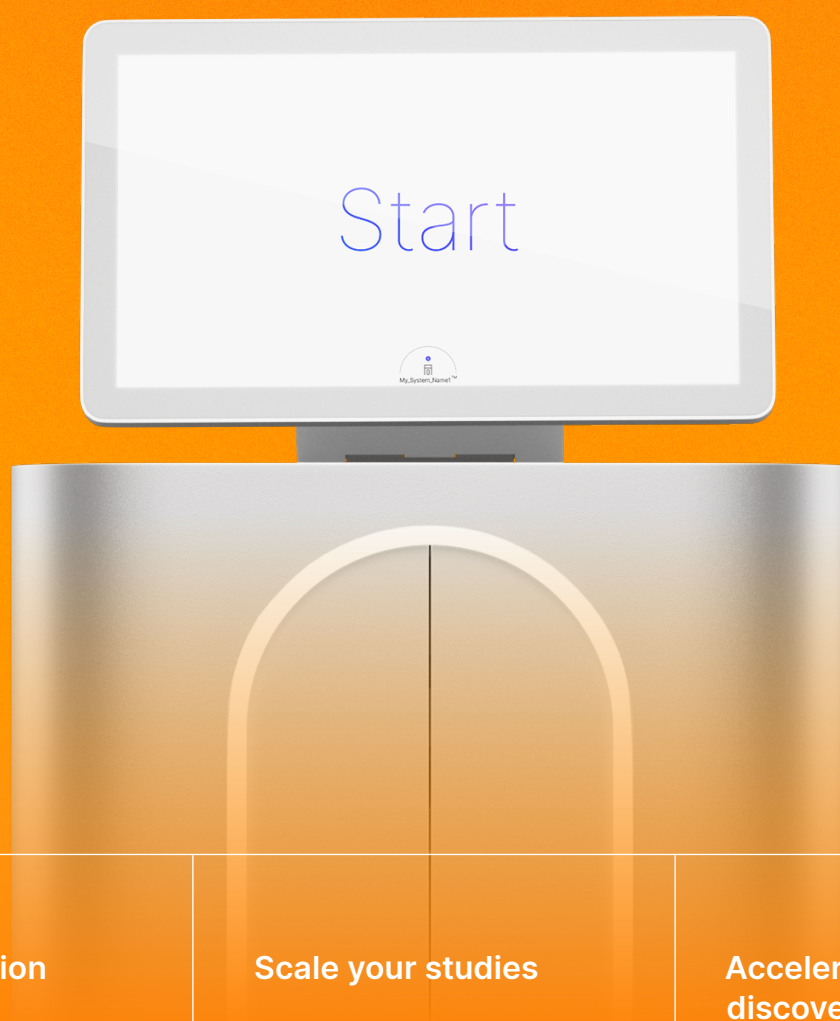 Start
My_System_Name1™
ion
Scale your studies
Acceler
discove